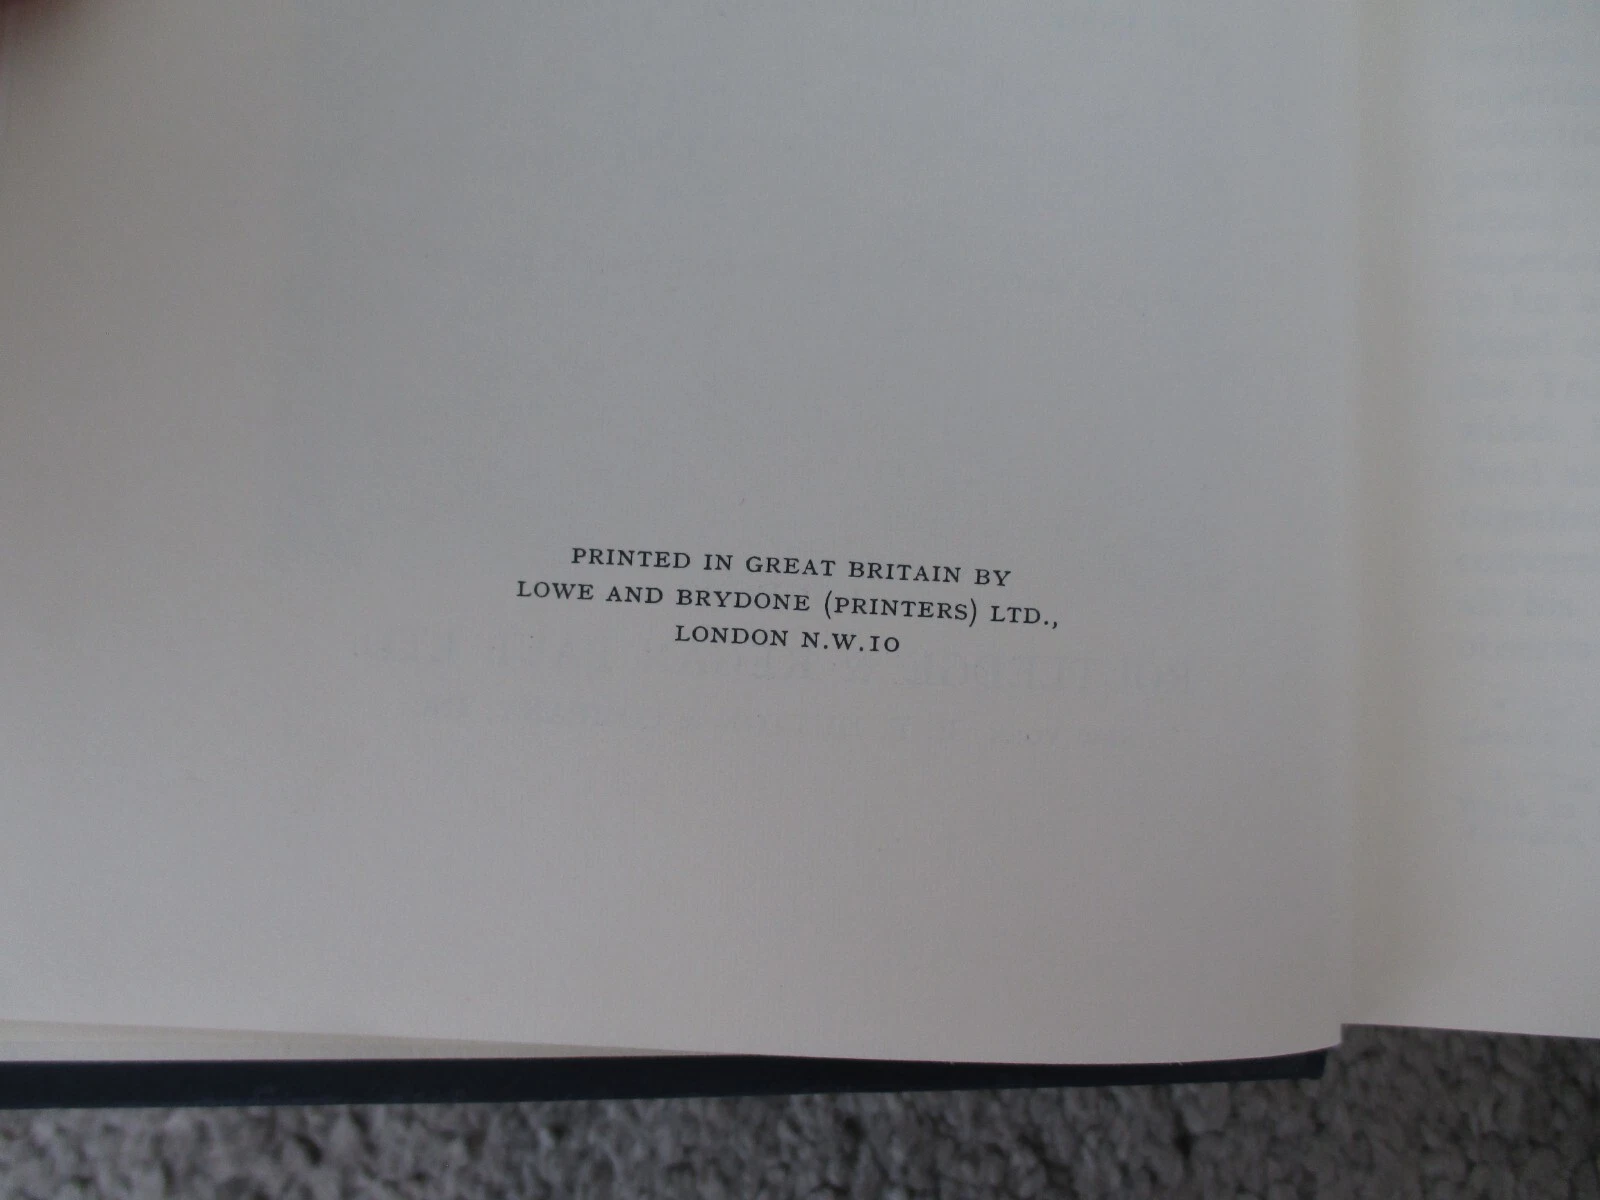 PRINTED IN GREAT BRITAIN BY
LOWE AND BRYDONE (PRINTERS) LTD.,
LONDON N.W.10